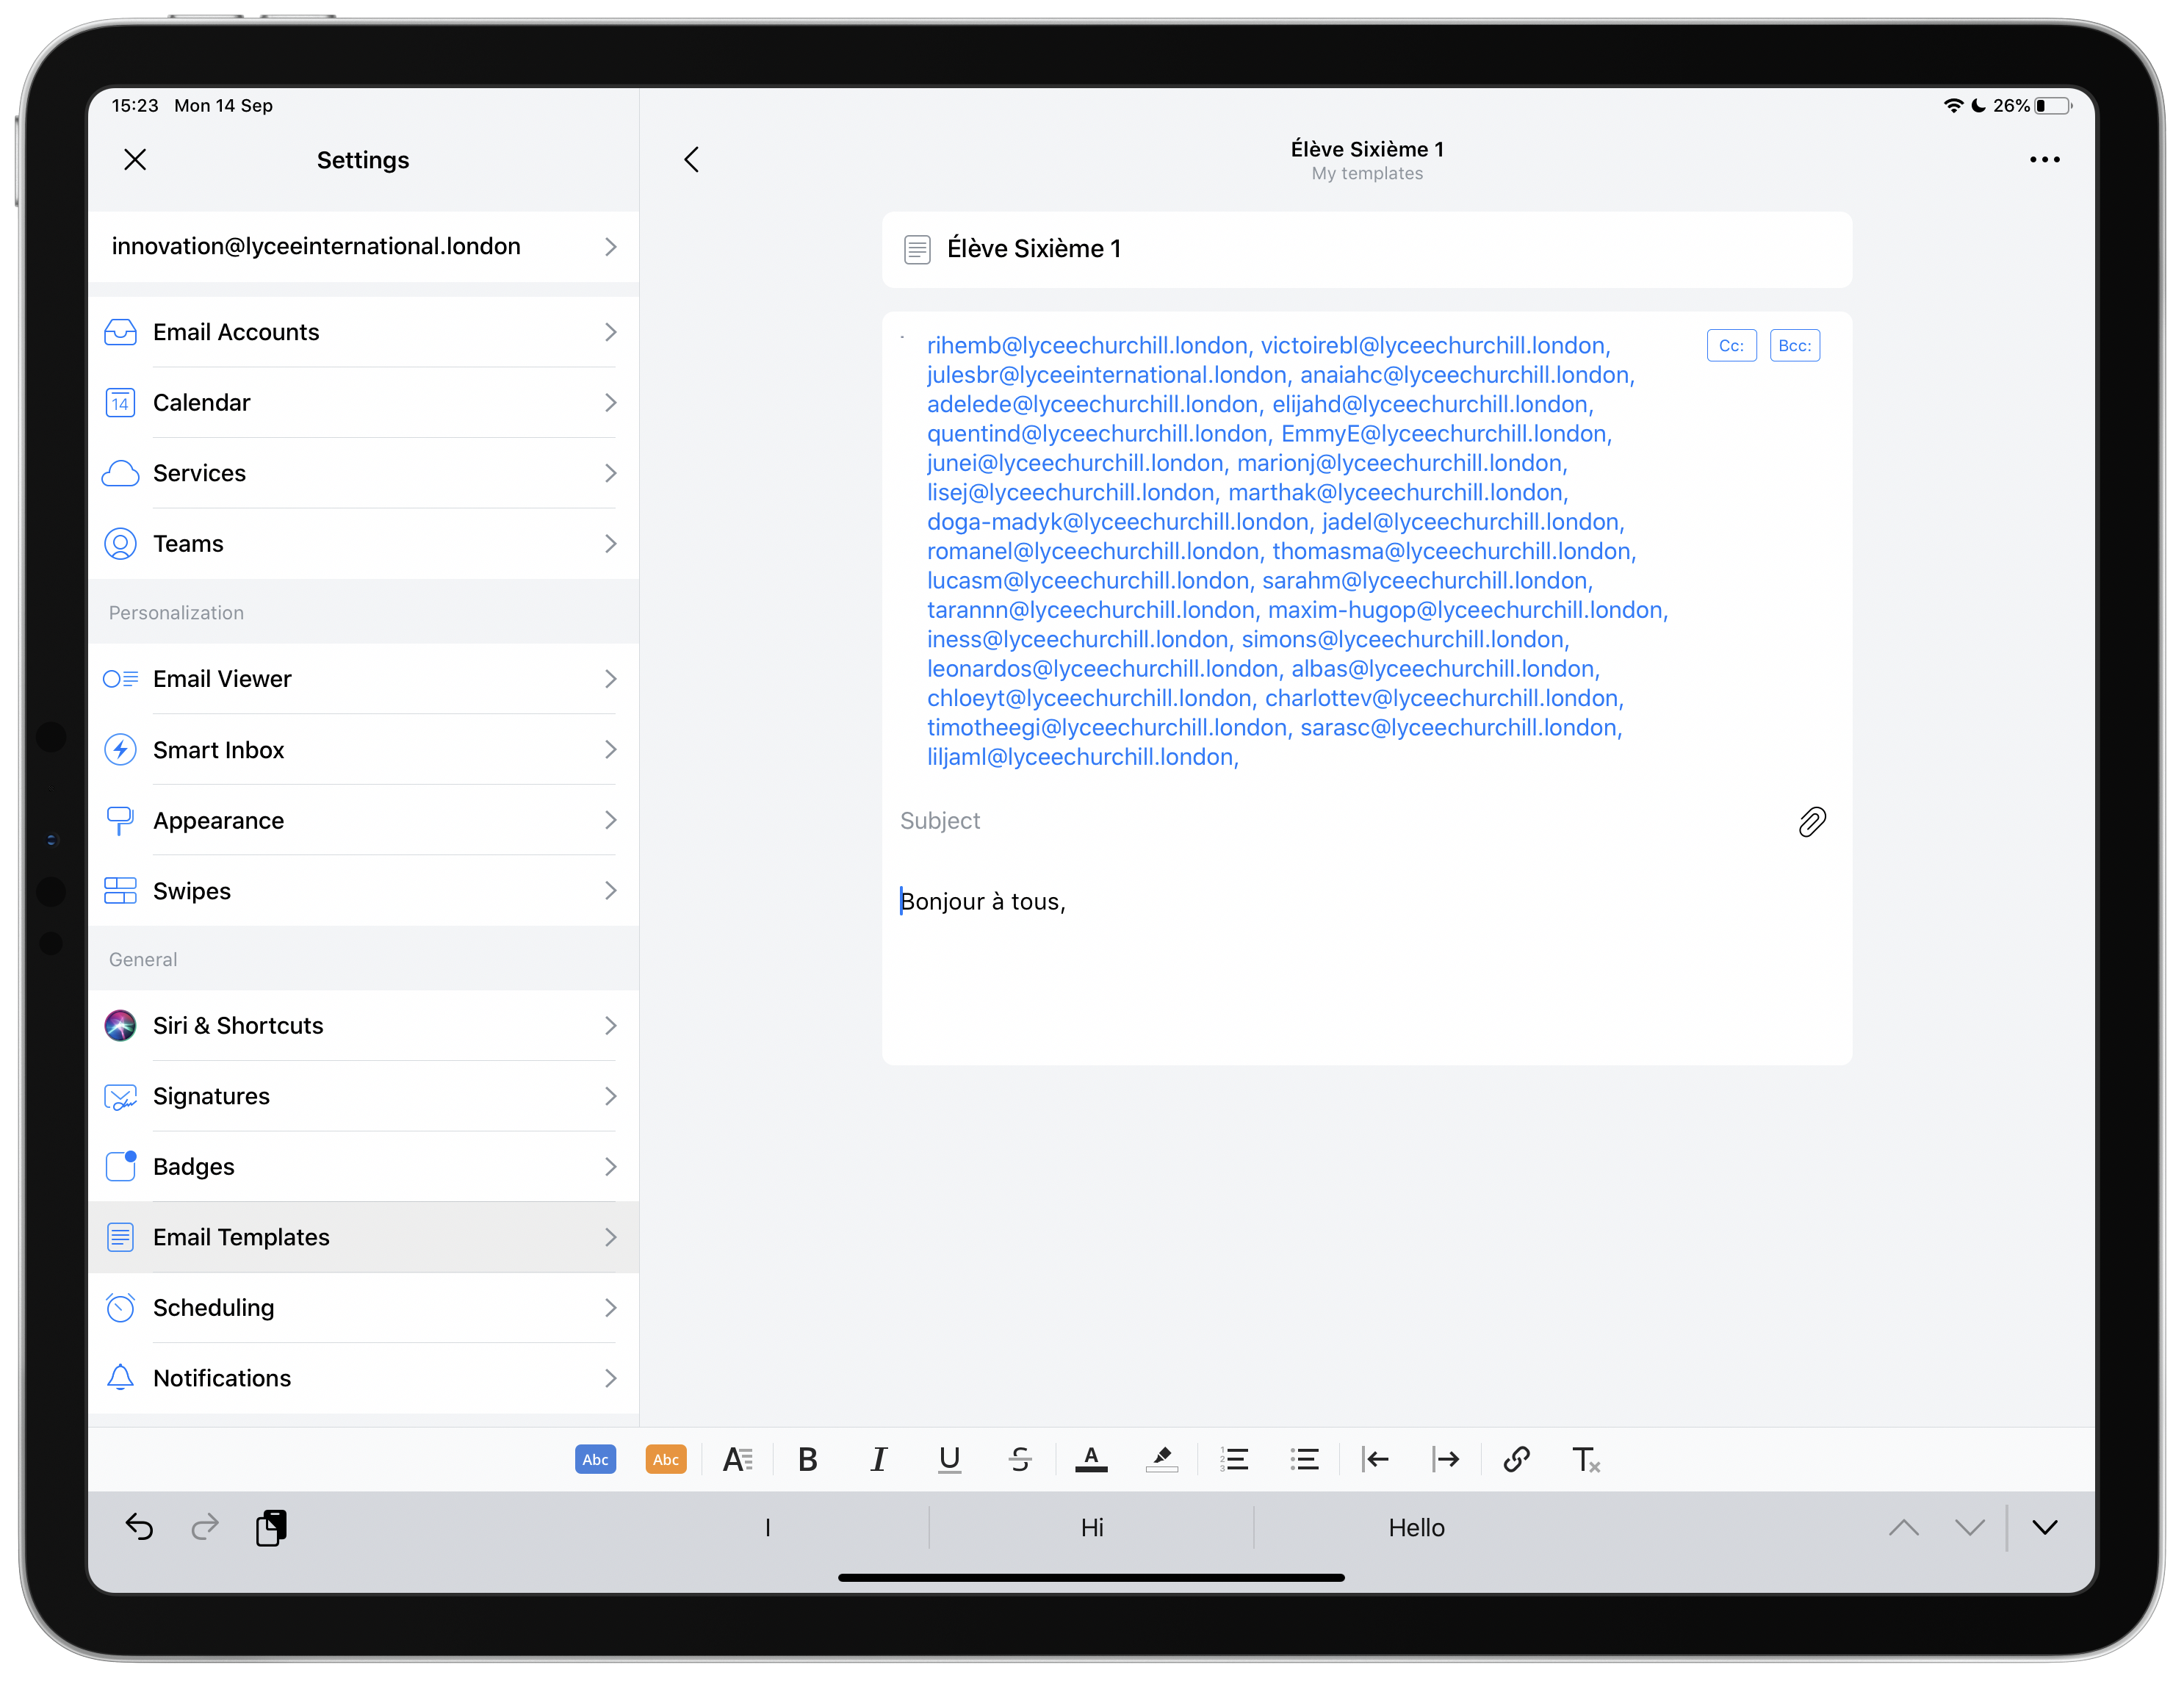 15:23 Mon 14 Sep
26%
Settings
innovation@lyceeinternational.london
Email Accounts
14
Calendar
Services
Teams
Personalization
Email Viewer
Smart Inbox
Appearance
Swipes
General
Siri & Shortcuts
Signatures
Badges
Email Templates
Scheduling
Notifications
Élève Sixième 1
My templates
Élève Sixième 1
rihemb@lyceechurchill.london, victoirebl@lyceechurchill.london,
Cc: Bcc:
julesbr@lyceeinternational.london, anaiahc@lyceechurchill.london,
adelede@lyceechurchill.london, elijahd@lyceechurchill.london,
quentind@lyceechurchill.london, EmmyE@lyceechurchill.london,
junei@lyceechurchill.london, marionj@lyceechurchill.london,
lisej@lyceechurchill.london, marthak@lyceechurchill.london,
doga-madyk@lyceechurchill.london, jadel@lyceechurchill.london,
romanel@lyceechurchill.london, thomasma@lyceechurchill.london,
lucasm@lyceechurchill.london, sarahm@lyceechurchill.london,
tarannn@lyceechurchill.london, maxim-hugop@lyceechurchill.london,
iness@lyceechurchill.london, simons@lyceechurchill.london,
leonardos@lyceechurchill.london, albas@lyceechurchill.london,
chloeyt@lyceechurchill.london, charlottev@lyceechurchill.london,
timotheegi@lyceechurchill.london, sarasc@lyceechurchill.london,
liljaml@lyceechurchill.london,
Subject
Bonjour à tous,
Abc Abc A B I U S A 1 2 3 T×
I Hi Hello